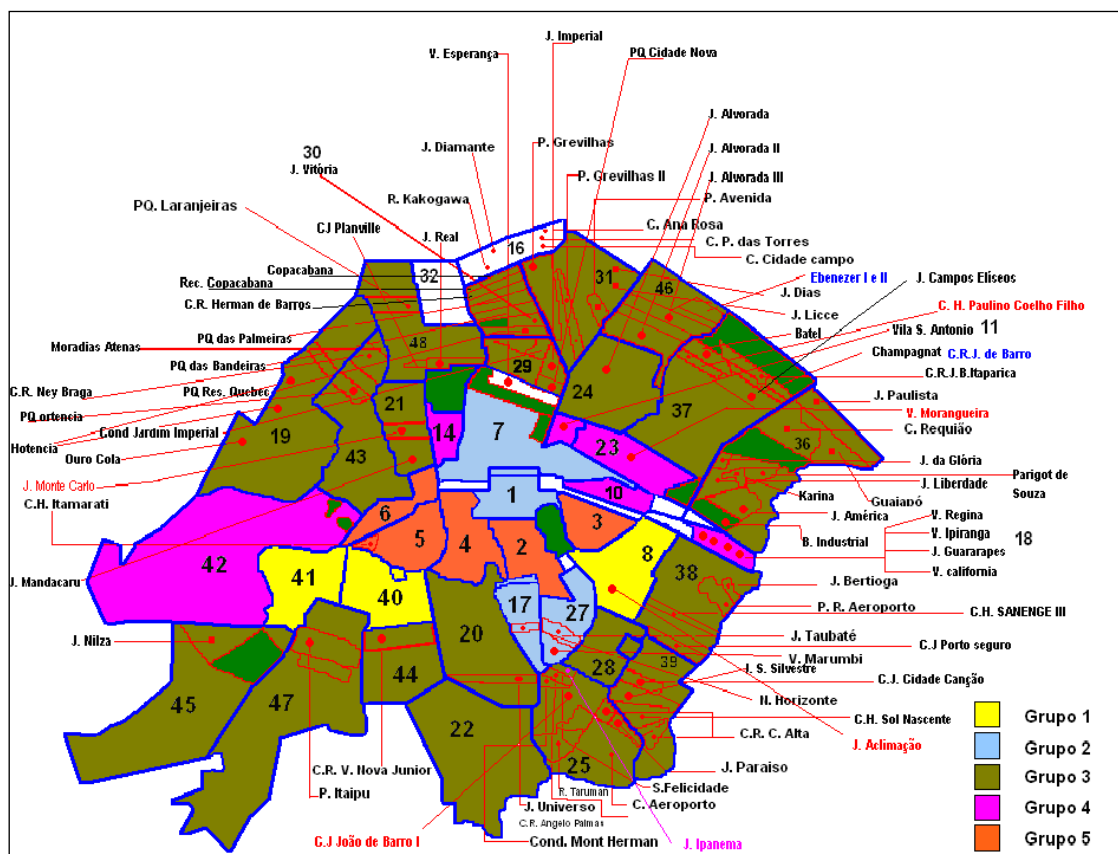 J. Imperial
V. Esperança
PQ Cidade Nova
J. Alvorada
P. Grevilhas
30
J. Vitória
J. Diamante
J. Alvorada II
P. Grevilhas II
J. Alvorada III
R. Kakogawa
P. Avenida
PQ. Laranjeiras
CJ Planville
J. Real
C. Ana Rosa
16
C. P. das Torres
C. Cidade campo
Copacabana
32
31
Ebenezer I e II
J. Campos Elíseos
Rec. Copacabana
46
J. Dias
C.R. Herman de Barros
J. Licce
C. H. Paulino Coelho Filho
PQ das Palmeiras
48
Batel
Vila S. Antonio 11
Moradias Atenas
PQ das Bandeiras
29
Champagnat
C.R.J. de Barro
C.R. Ney Braga
PQ Res. Quebec
24
C.R.J.B.Itaparica
PQ ortencia
21
37
J. Paulista
V. Morangueira
Hotencia
Cond Jardim Imperial
19
14
7
23
C. Requião
36
Ouro Cola
43
J. da Glória
J. Monte Carlo
J. Liberdade
Parigot de
Souza
C.H. Itamarati
1
10
Karina
Guaiapó
6
5
4
2
3
J. América
V. Regina
B. Industrial
V. Ipiranga
18
J. Guararapes
42
8
V. california
J. Mandacaru
41
40
38
J. Bertioga
17
27
P. R. Aeroporto
C.H. SANENGE III
J. Nilza
20
J. Taubaté
C.J Porto seguro
V. Marumbi
39
44
28
J. S. Silvestre
C.J. Cidade Canção
45
47
22
N. Horizonte
C.H. Sol Nascente
Grupo 1
C.R. C. Alta
J. Aclimação
Grupo 2
C.R. V. Nova Junior
25
J. Paraiso
Grupo 3
P. Itaipu
R. Taruman
S.Felicidade
J. Universo
C. Aeroporto
Grupo 4
C.R. Angelo Palmas
C.J João de Barro I
Cond. Mont Herman
J. Ipanema
Grupo 5